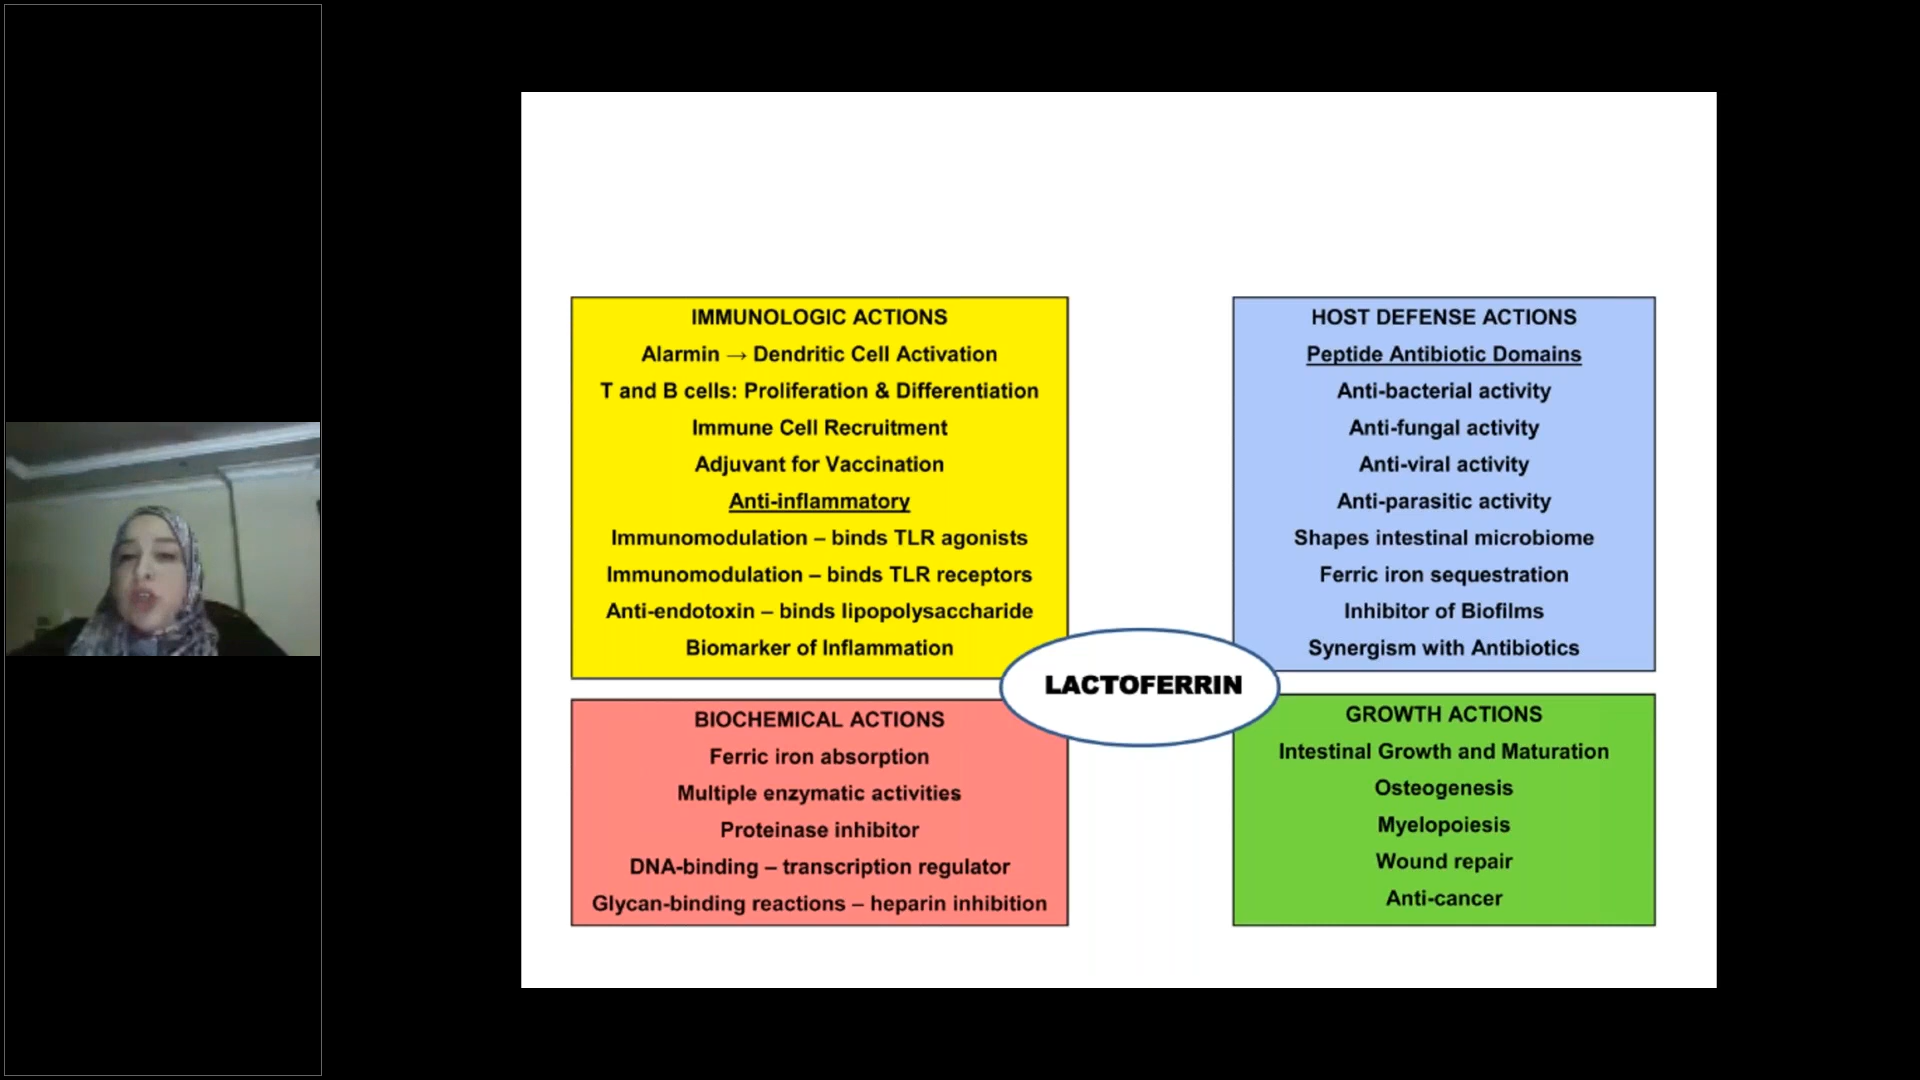 IMMUNOLOGIC ACTIONS
Alarmin → Dendritic Cell Activation
T and B cells: Proliferation & Differentiation
Immune Cell Recruitment
Adjuvant for Vaccination
Anti-inflammatory
Immunomodulation – binds TLR agonists
Immunomodulation – binds TLR receptors
Anti-endotoxin – binds lipopolysaccharide
Biomarker of Inflammation
HOST DEFENSE ACTIONS
Peptide Antibiotic Domains
Anti-bacterial activity
Anti-fungal activity
Anti-viral activity
Anti-parasitic activity
Shapes intestinal microbiome
Ferric iron sequestration
Inhibitor of Biofilms
Synergism with Antibiotics
LACTOFERRIN
BIOCHEMICAL ACTIONS
Ferric iron absorption
Multiple enzymatic activities
Proteinase inhibitor
DNA-binding – transcription regulator
Glycan-binding reactions – heparin inhibition
GROWTH ACTIONS
Intestinal Growth and Maturation
Osteogenesis
Myelopoiesis
Wound repair
Anti-cancer